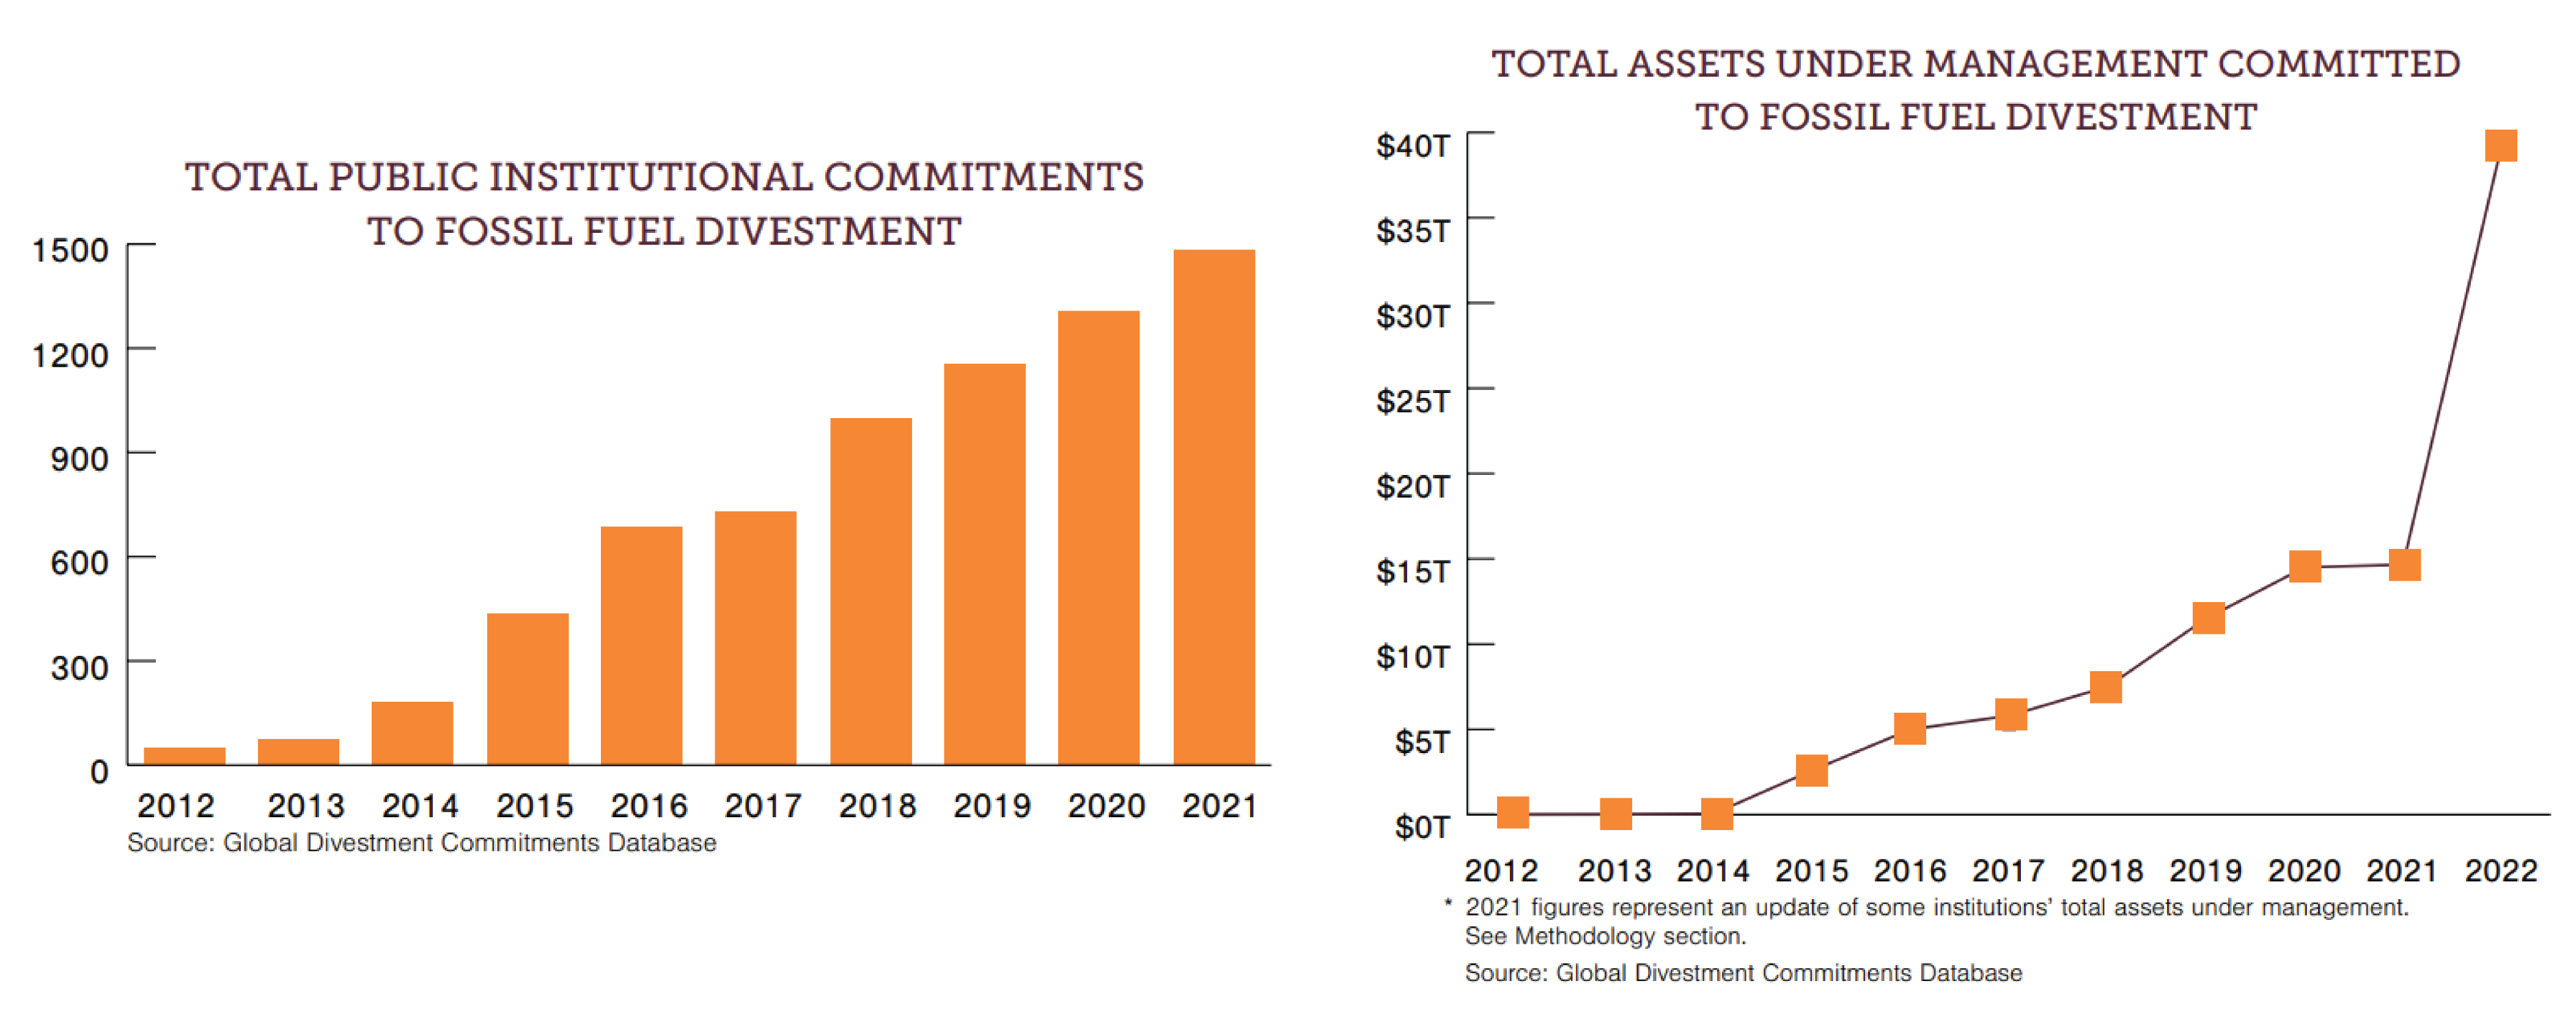 TOTAL PUBLIC INSTITUTIONAL COMMITMENTS
TO FOSSIL FUEL DIVESTMENT
1500
1200
900
600
300
0
2012 2013 2014 2015 2016 2017 2018 2019 2020 2021
Source: Global Divestment Commitments Database
TOTAL ASSETS UNDER MANAGEMENT COMMITTED
TO FOSSIL FUEL DIVESTMENT
$40T
$35T
$30T
$25T
$20T
$15T
$10T
$5T
$0T
2012 2013 2014 2015 2016 2017 2018 2019 2020 2021 2022
* 2021 figures represent an update of some institutions’ total assets under management.
See Methodology section.
Source: Global Divestment Commitments Database